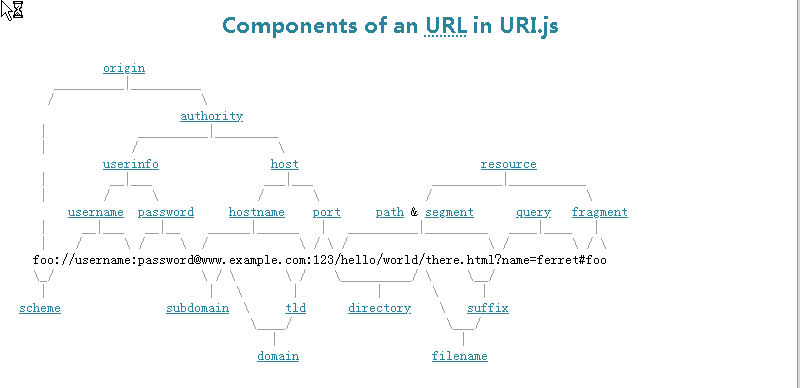 Components of an URL in URI.js
origin
authority
userinfo host resource
username password hostname port path & segment query fragment
foo://username:password@www.example.com:123/hello/world/there.html?name=ferret#foo
scheme subdomain tld directory suffix
domain filename